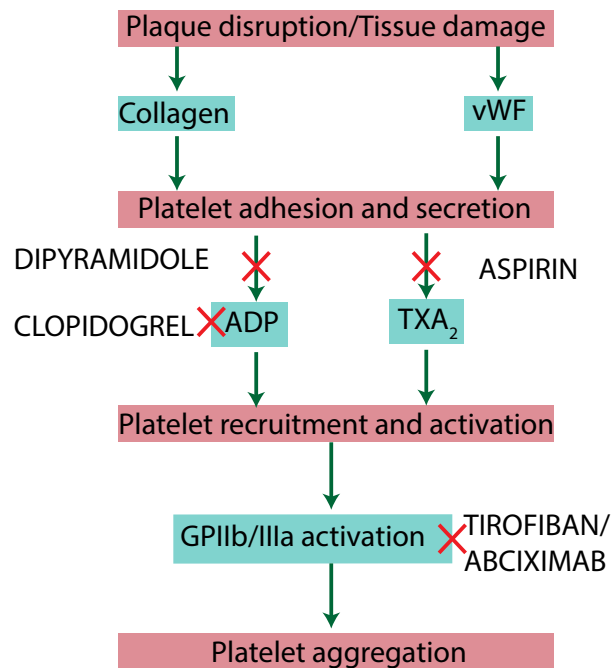 Plaque disruption/Tissue damage
Collagen
vWF
Platelet adhesion and secretion
DIPYRAMIDOLE
ASPIRIN
CLOPIDOGREL
ADP
TXA₂
Platelet recruitment and activation
GPIIb/IIIa activation
TIROFIBAN/
ABCIXIMAB
Platelet aggregation